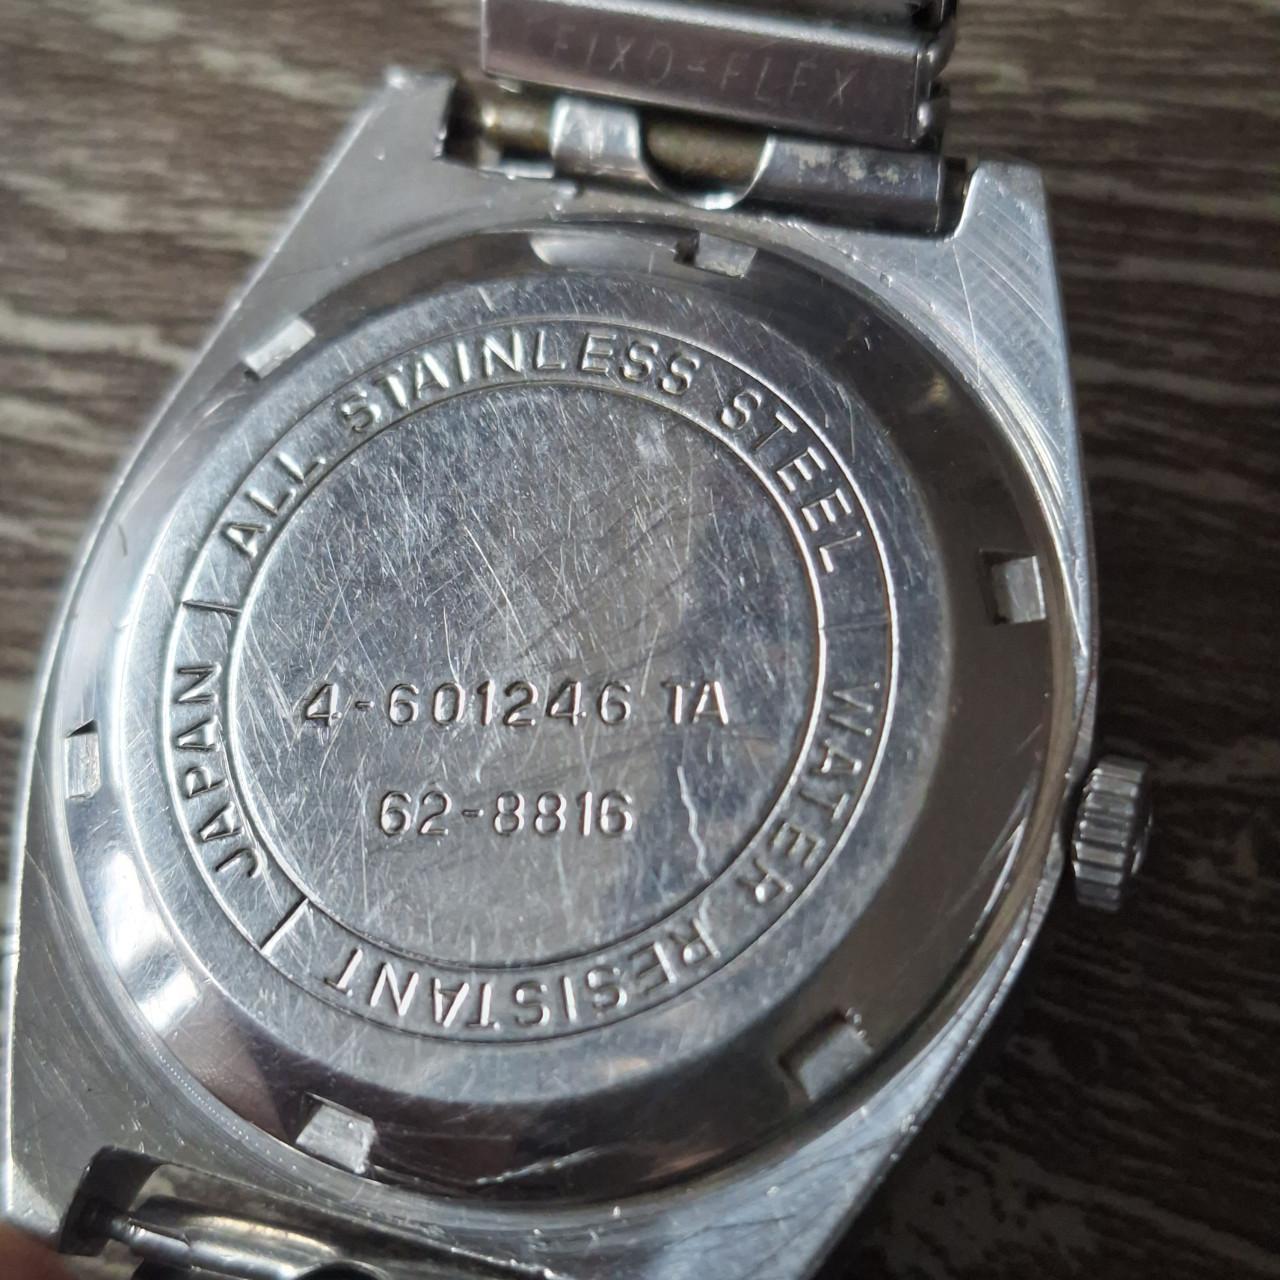 FIXO-FLEX
ALL STAINLESS STEEL | WATER RESISTANT | JAPAN |
4-601246 TA
62-8816